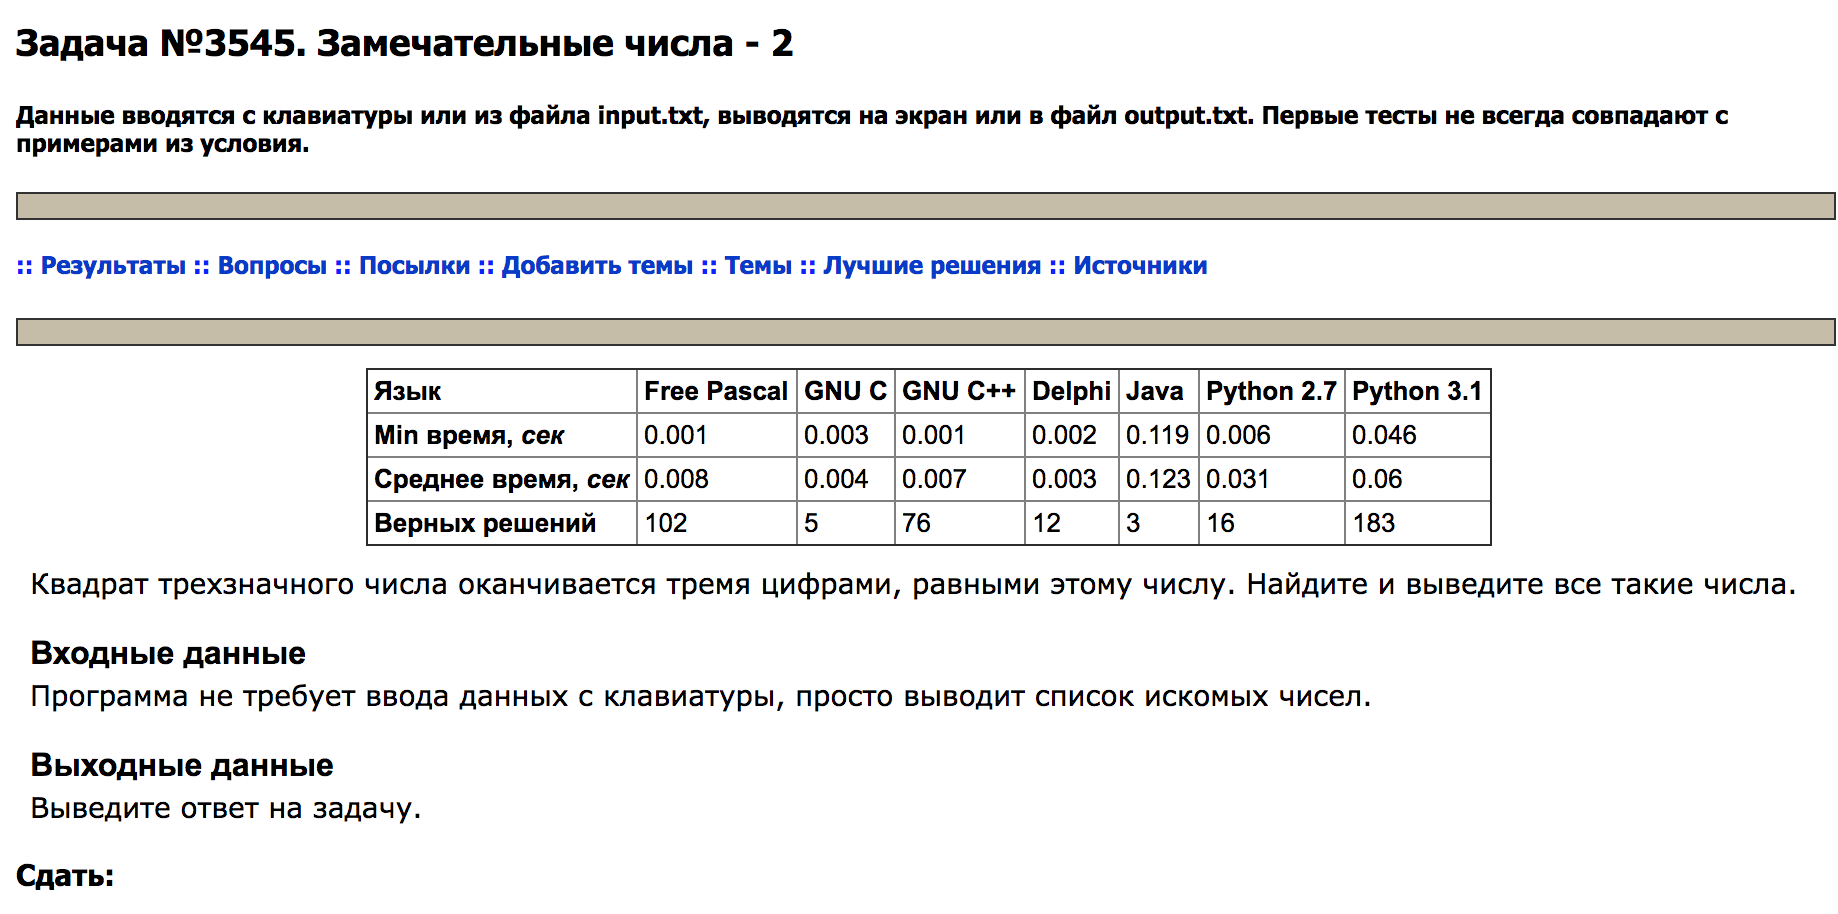 Задача №3545. Замечательные числа - 2
Данные вводятся с клавиатуры или из файла input.txt, выводятся на экран или в файл output.txt. Первые тесты не всегда совпадают с
примерами из условия.
:: Результаты :: Вопросы :: Посылки :: Добавить темы :: Темы :: Лучшие решения :: Источники
Язык Free Pascal GNU C GNU C++ Delphi Java Python 2.7 Python 3.1
Min время, сек 0.001 0.003 0.001 0.002 0.119 0.006 0.046
Среднее время, сек 0.008 0.004 0.007 0.003 0.123 0.031 0.06
Верных решений 102 5 76 12 3 16 183
Квадрат трехзначного числа оканчивается тремя цифрами, равными этому числу. Найдите и выведите все такие числа.
Входные данные
Программа не требует ввода данных с клавиатуры, просто выводит список искомых чисел.
Выходные данные
Выведите ответ на задачу.
Сдать: